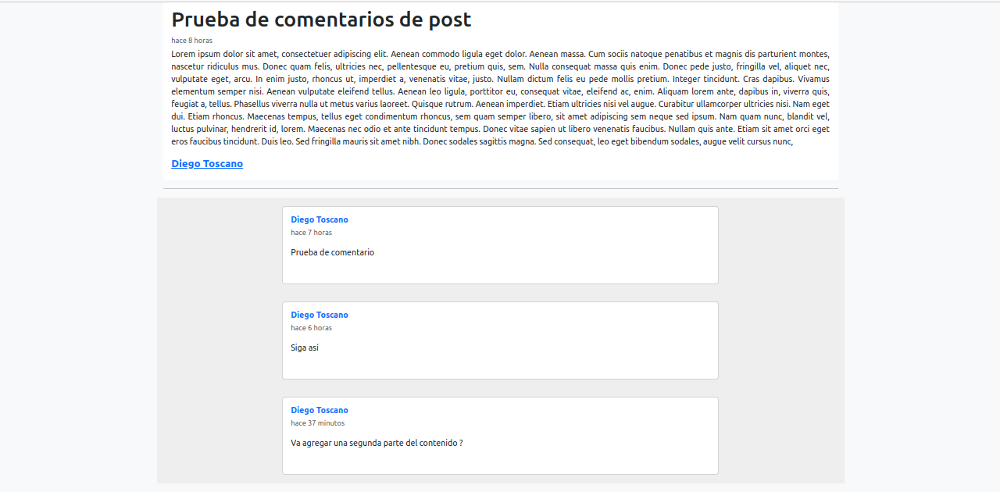 Prueba de comentarios de post
hace 8 horas
Lorem ipsum dolor sit amet, consectetuer adipiscing elit. Aenean commodo ligula eget dolor. Aenean massa. Cum sociis natoque penatibus et magnis dis parturient montes,
nascetur ridiculus mus. Donec quam felis, ultricies nec, pellentesque eu, pretium quis, sem. Nulla consequat massa quis enim. Donec pede justo, fringilla vel, aliquet nec,
vulputate eget, arcu. In enim justo, rhoncus ut, imperdiet a, venenatis vitae, justo. Nullam dictum felis eu pede mollis pretium. Integer tincidunt. Cras dapibus. Vivamus
elementum semper nisi. Aenean vulputate eleifend tellus. Aenean leo ligula, porttitor eu, consequat vitae, eleifend ac, enim. Aliquam lorem ante, dapibus in, viverra quis,
feugiat a, tellus. Phasellus viverra nulla ut metus varius laoreet. Quisque rutrum. Aenean imperdiet. Etiam ultricies nisi vel augue. Curabitur ullamcorper ultricies nisi. Nam eget
dui. Etiam rhoncus. Maecenas tempus, tellus eget condimentum rhoncus, sem quam semper libero, sit amet adipiscing sem neque sed ipsum. Nam quam nunc, blandit vel,
luctus pulvinar, hendrerit id, lorem. Maecenas nec odio et ante tincidunt tempus. Donec vitae sapien ut libero venenatis faucibus. Nullam quis ante. Etiam sit amet orci eget
eros faucibus tincidunt. Duis leo. Sed fringilla mauris sit amet nibh. Donec sodales sagittis magna. Sed consequat, leo eget bibendum sodales, augue velit cursus nunc,
Diego Toscano
Diego Toscano
hace 7 horas
Prueba de comentario
Diego Toscano
hace 6 horas
Siga así
Diego Toscano
hace 37 minutos
Va agregar una segunda parte del contenido ?